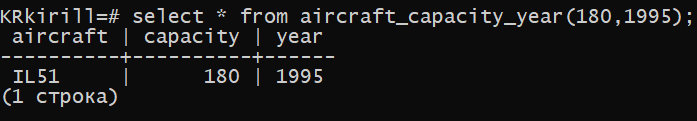 KRkirill=# select * from aircraft_capacity_year(180,1995);
 aircraft | capacity | year
----------+----------+------
 IL51     |      180 | 1995
(1 строка)